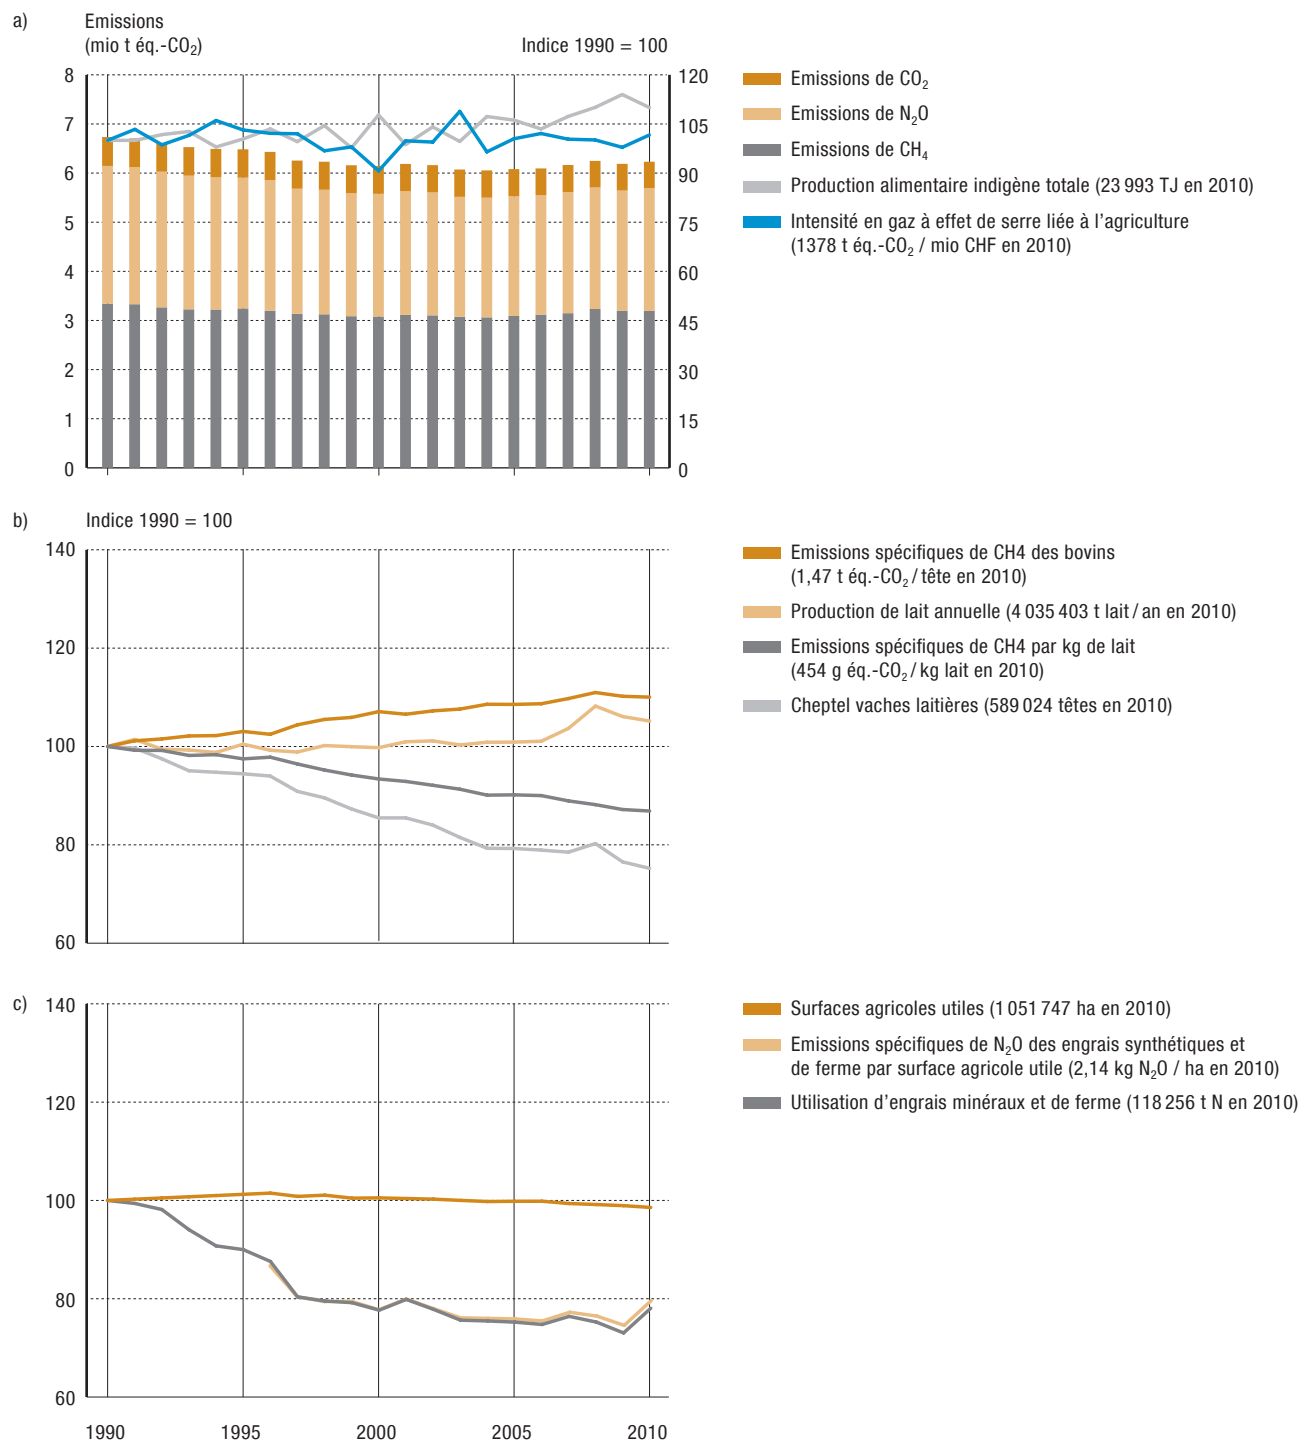 a)
Emissions
(mio t éq.-CO₂)
Indice 1990 = 100
8
7
6
5
4
3
2
1
0
120
105
90
75
60
45
30
15
0
Emissions de CO₂
Emissions de N₂O
Emissions de CH₄
Production alimentaire indigène totale (23 993 TJ en 2010)
Intensité en gaz à effet de serre liée à l’agriculture
(1378 t éq.-CO₂ / mio CHF en 2010)
b)
Indice 1990 = 100
140
120
100
80
60
Emissions spécifiques de CH4 des bovins
(1,47 t éq.-CO₂ / tête en 2010)
Production de lait annuelle (4 035 403 t lait / an en 2010)
Emissions spécifiques de CH4 par kg de lait
(454 g éq.-CO₂ / kg lait en 2010)
Cheptel vaches laitières (589 024 têtes en 2010)
c)
140
120
100
80
60
1990
1995
2000
2005
2010
Surfaces agricoles utiles (1 051 747 ha en 2010)
Emissions spécifiques de N₂O des engrais synthétiques et
de ferme par surface agricole utile (2,14 kg N₂O / ha en 2010)
Utilisation d’engrais minéraux et de ferme (118 256 t N en 2010)